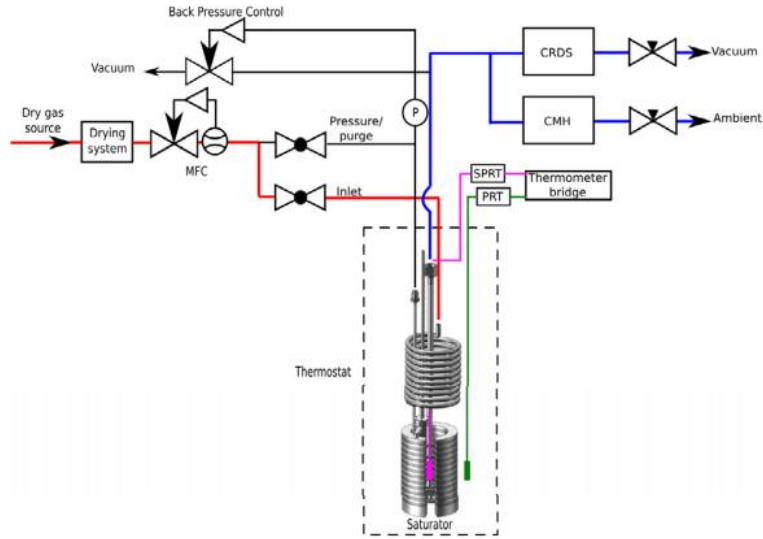 Back Pressure Control
Vacuum
CRDS
Vacuum
Dry gas
source
Drying
system
MFC
Pressure/
purge
P
CMH
Ambient
Inlet
SPRT
PRT
Thermometer
bridge
Thermostat
Saturator